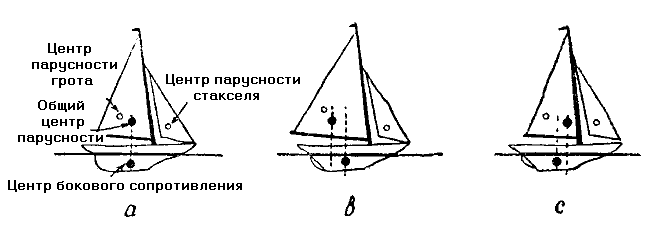 Центр
парусности
грота
Общий
центр
парусности
Центр парусности
стакселя
Центр бокового сопротивления
a
b
c